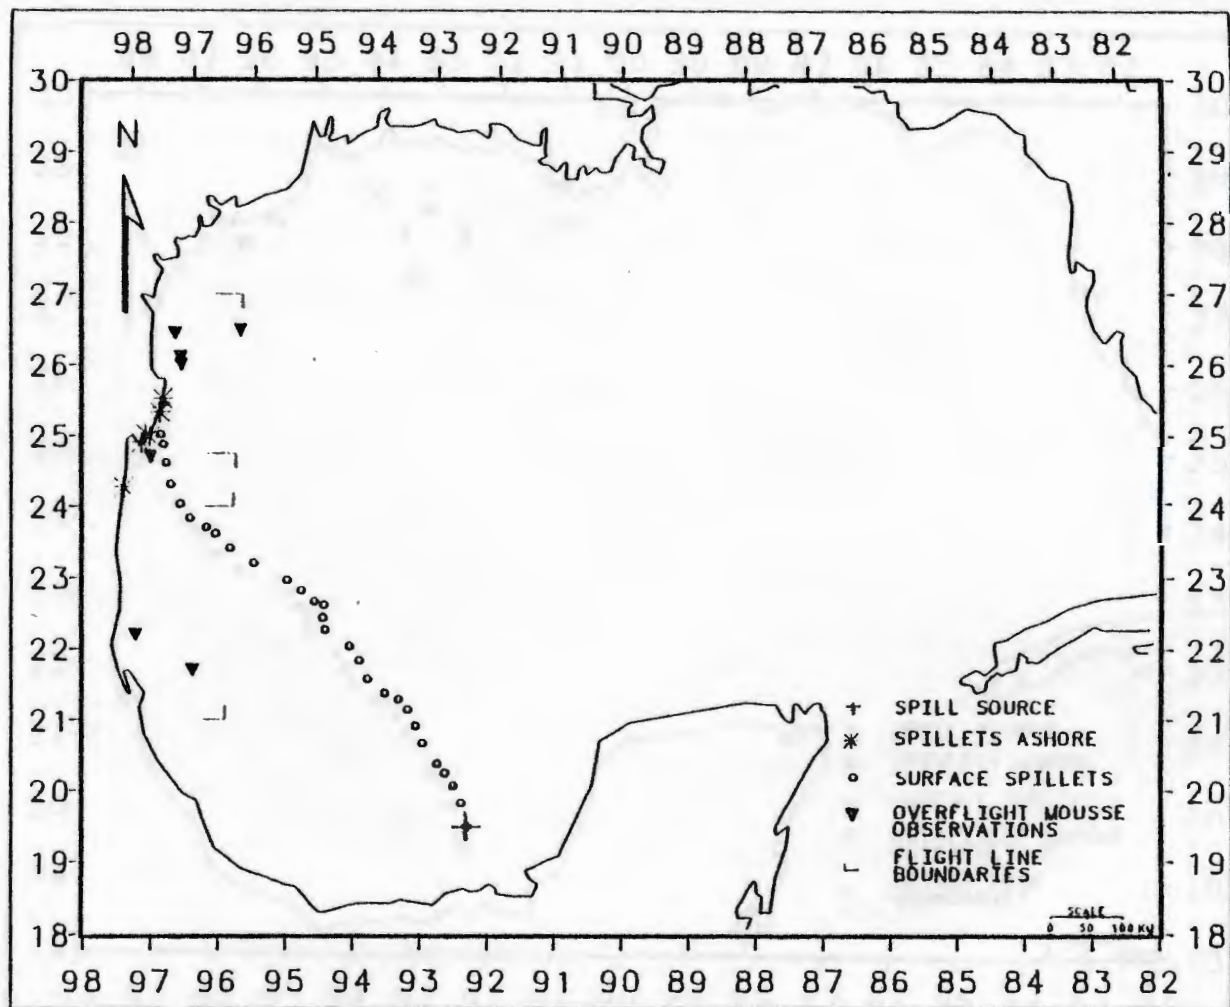 98 97 96 95 94 93 92 91 90 89 88 87 86 85 84 83 82
30 30
N
29 29
28 28
27 27
26 26
25 25
24 24
23 23
22 22
21 21
20 20
19 19
18 18
+ SPILL SOURCE
SPILLETS ASHORE
SURFACE SPILLETS
OVERFLIGHT MOUSSE
OBSERVATIONS
FLIGHT LINE
BOUNDARIES
SCALE
0 50 100 KM
98 97 96 95 94 93 92 91 90 89 88 87 86 85 84 83 82